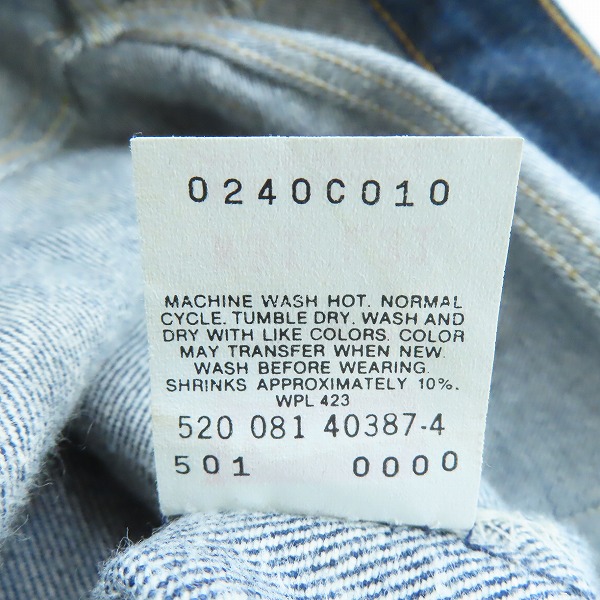 0240C010
MACHINE WASH HOT. NORMAL
CYCLE. TUMBLE DRY. WASH AND
DRY WITH LIKE COLORS. COLOR
MAY TRANSFER WHEN NEW.
WASH BEFORE WEARING.
SHRINKS APPROXIMATELY 10%.
WPL 423
520 081 40387-4
501 0000